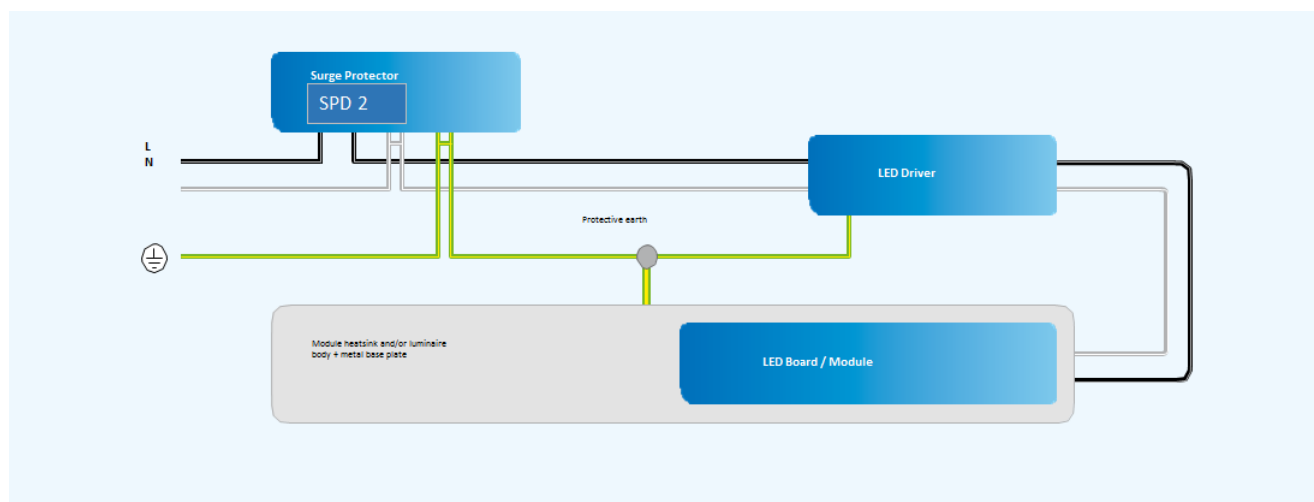 Surge Protector
SPD 2
L
N
LED Driver
Protective earth
Module heatsink and/or luminaire
body + metal base plate
LED Board / Module